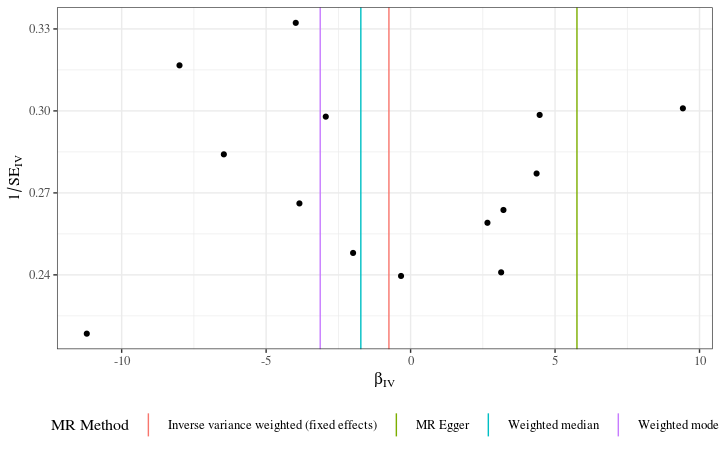 0.33
0.30
0.27
0.24
1/SE_IV
-10 -5 0 5 10
β_IV
MR Method Inverse variance weighted (fixed effects) MR Egger Weighted median Weighted mode